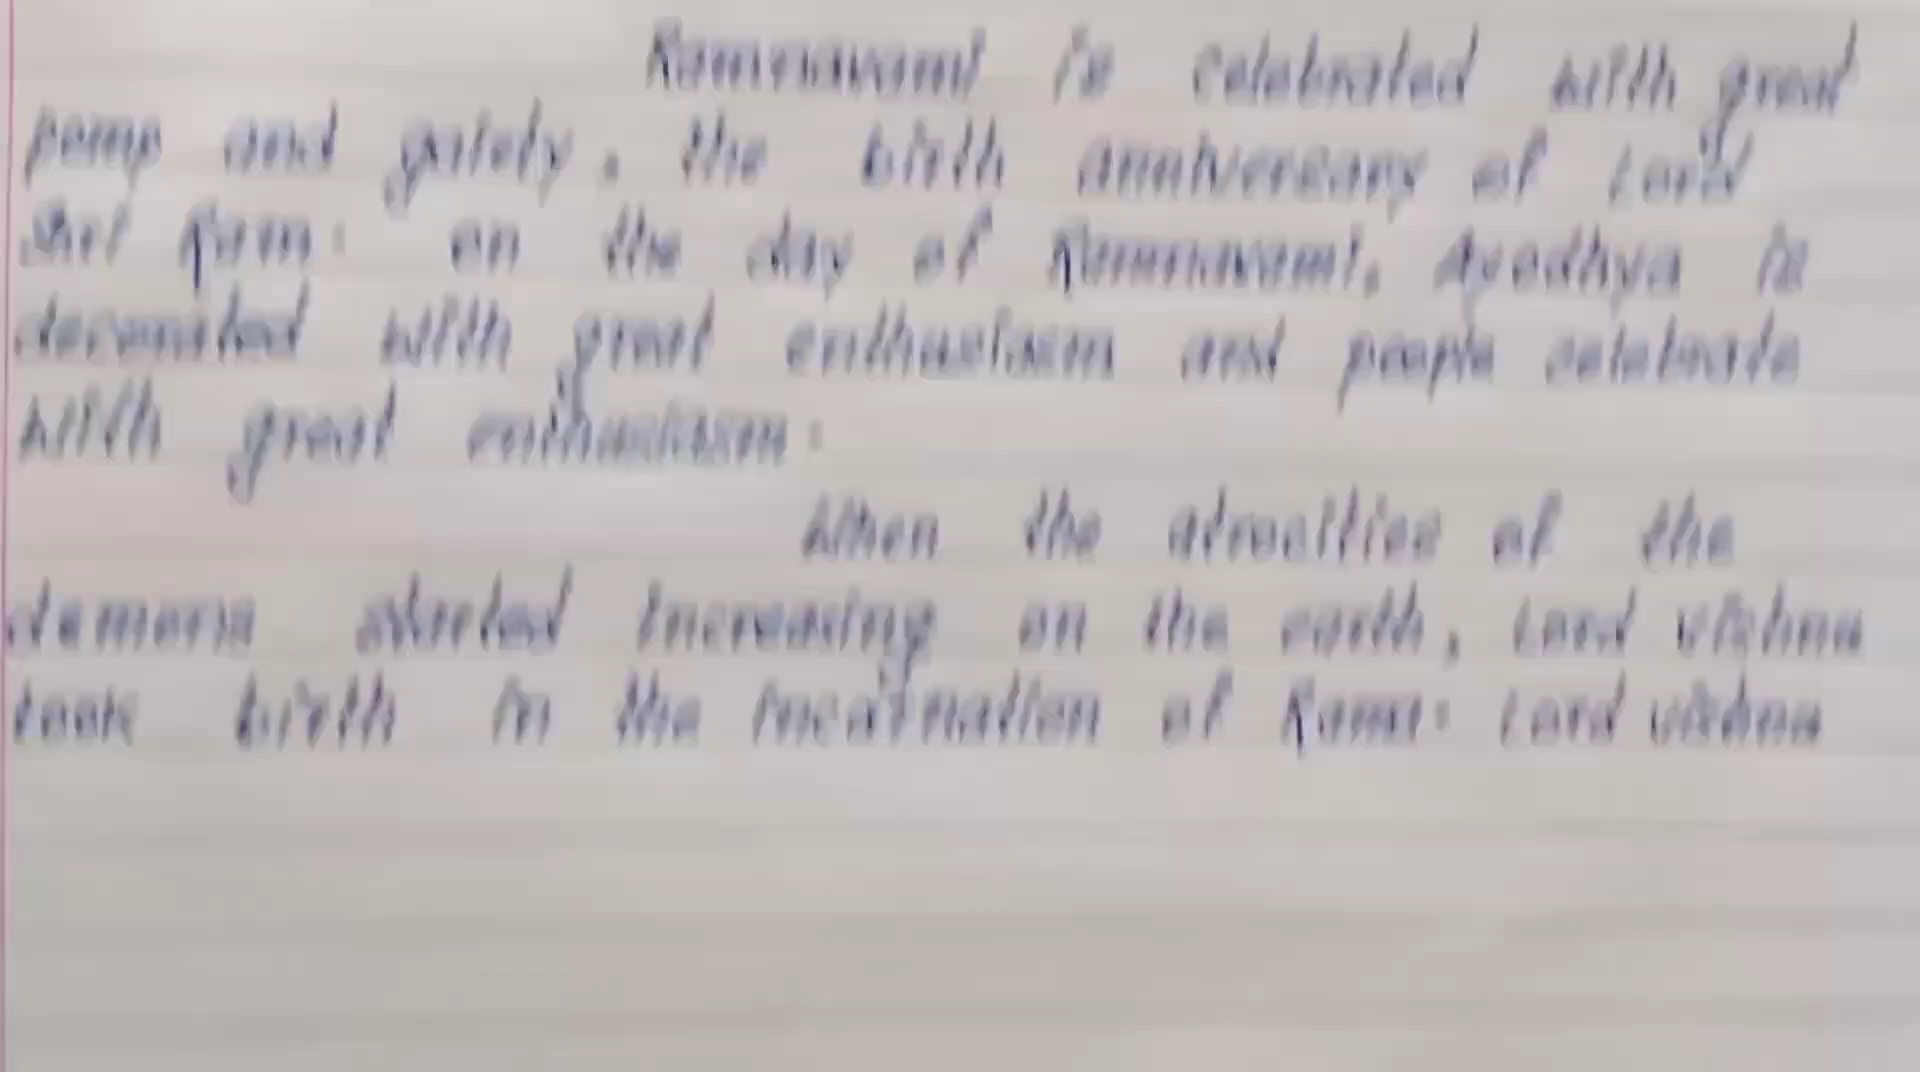 Ramnavami is celebrated with great
pomp and gaiety, the birth anniversary of Lord
Shri Ram. on the day of Ramnavami, Ayodhya is
decorated with great enthusiasm and people celebrate
with great enthusiasm.
When the atrocities of the
demons started increasing on the earth, Lord vishnu
took birth in the incarnation of Ram. Lord vishnu